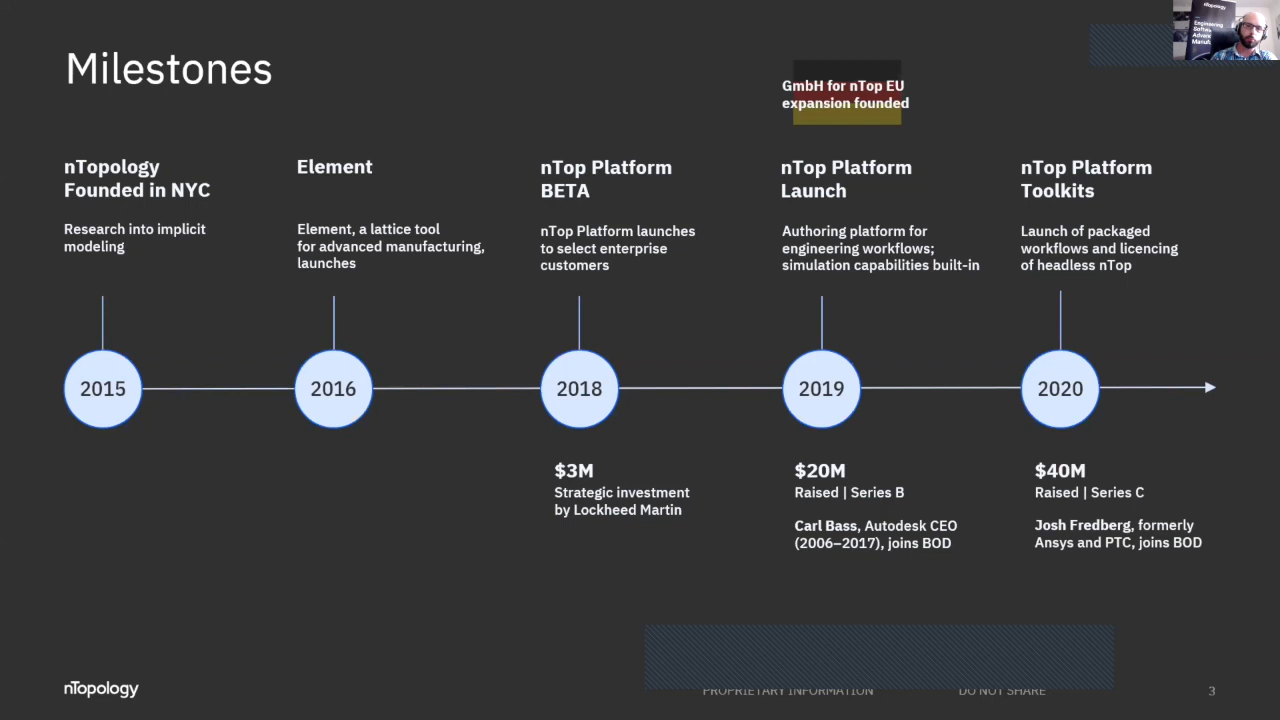 Milestones
nTopology
Engineering
Software
GmbH for nTop EU
expansion founded
nTopology
Founded in NYC
Research into implicit
modeling
Element
Element, a lattice tool
for advanced manufacturing,
launches
nTop Platform
BETA
nTop Platform launches
to select enterprise
customers
nTop Platform
Launch
Authoring platform for
engineering workflows;
simulation capabilities built-in
nTop Platform
Toolkits
Launch of packaged
workflows and licencing
of headless nTop
2015
2016
2018
2019
2020
$3M
Strategic investment
by Lockheed Martin
$20M
Raised | Series B
Carl Bass, Autodesk CEO
(2006–2017), joins BOD
$40M
Raised | Series C
Josh Fredberg, formerly
Ansys and PTC, joins BOD
nTopology
PROPRIETARY INFORMATION
DO NOT SHARE
3